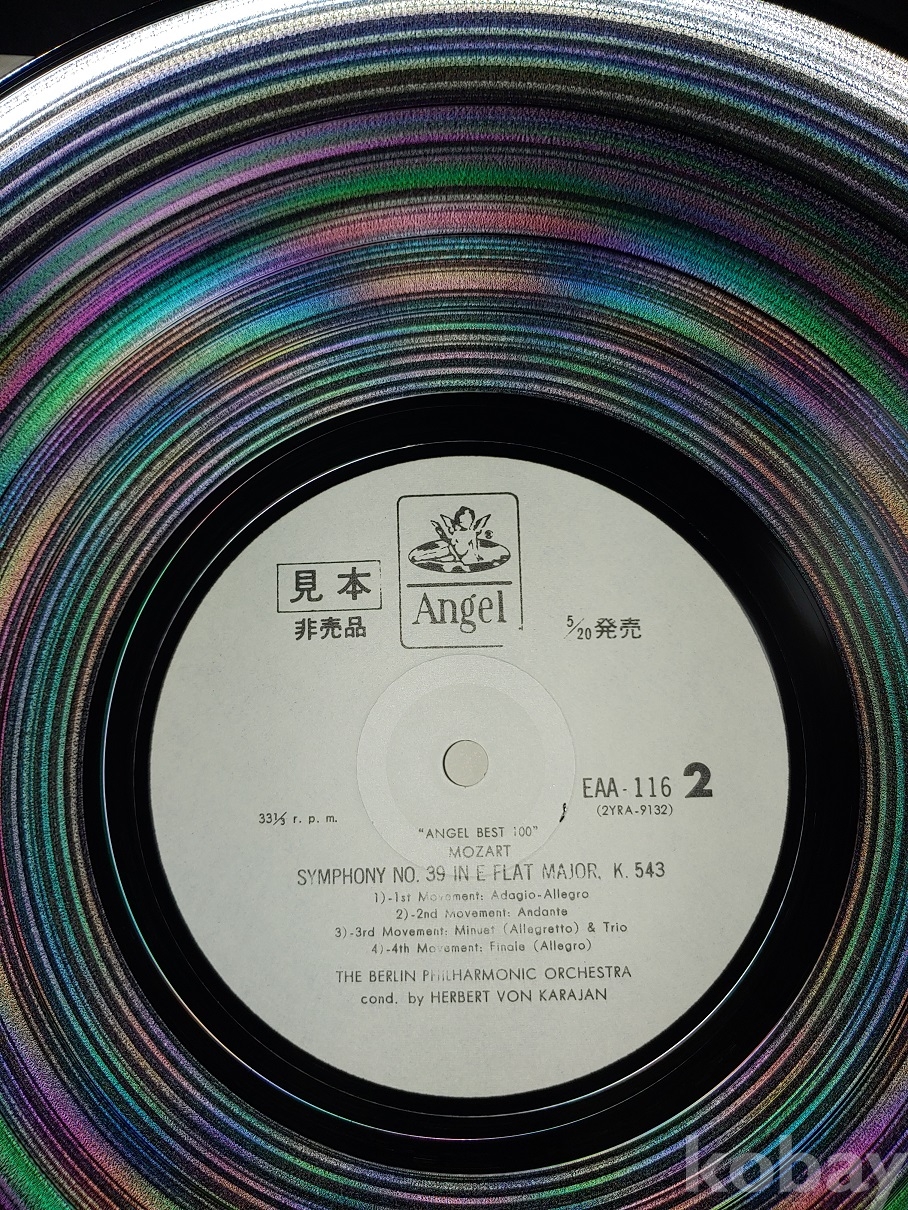 Angel
見本
非売品
5/20発売
EAA-116 2
(2YRA-9132)
33⅓ r. p. m.
"ANGEL BEST 100"
MOZART
SYMPHONY NO. 39 IN E FLAT MAJOR, K. 543
1)-1st Movement: Adagio-Allegro
2)-2nd Movement: Andante
3)-3rd Movement: Minuet (Allegretto) & Trio
4)-4th Movement: Finale (Allegro)
THE BERLIN PHILHARMONIC ORCHESTRA
cond. by HERBERT VON KARAJAN
kobay